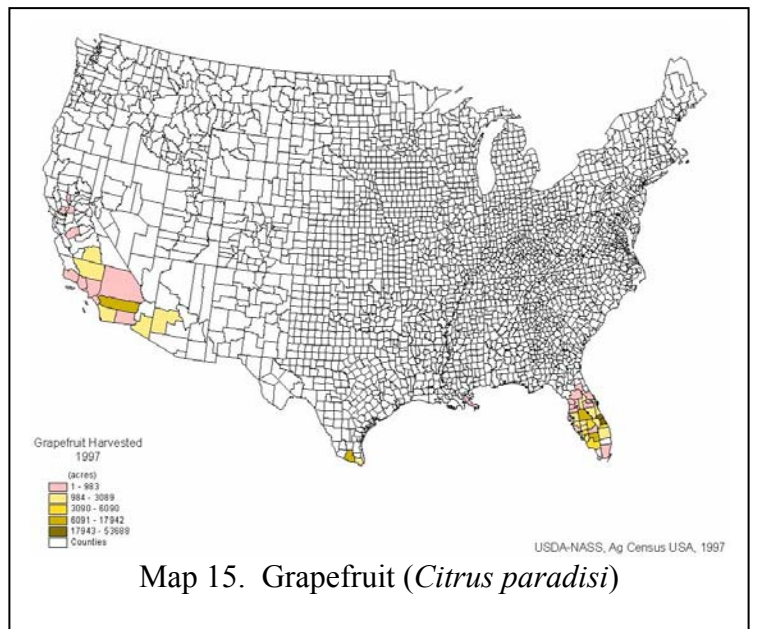 Grapefruit Harvested
1997
(acres)
1 - 983
984 - 3089
3090 - 6090
6091 - 17942
17943 - 53689
Counties
USDA-NASS, Ag Census USA, 1997
Map 15. Grapefruit (Citrus paradisi)